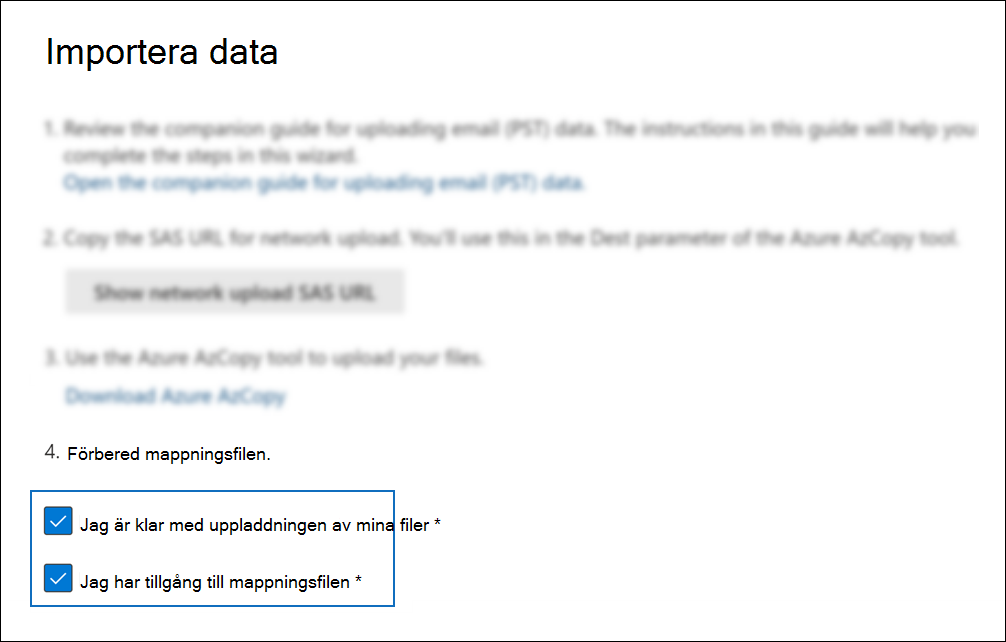 Importera data
1. Review the companion guide for uploading email (PST) data. The instructions in this guide will help you
complete the steps in this wizard.
Open the companion guide for uploading email (PST) data.
2. Copy the SAS URL for network upload. You'll use this in the Dest parameter of the Azure AzCopy tool.
Show network upload SAS URL
3. Use the Azure AzCopy tool to upload your files.
Download Azure AzCopy
4. Förbered mappningsfilen.
Jag är klar med uppladdningen av mina filer *
Jag har tillgång till mappningsfilen *